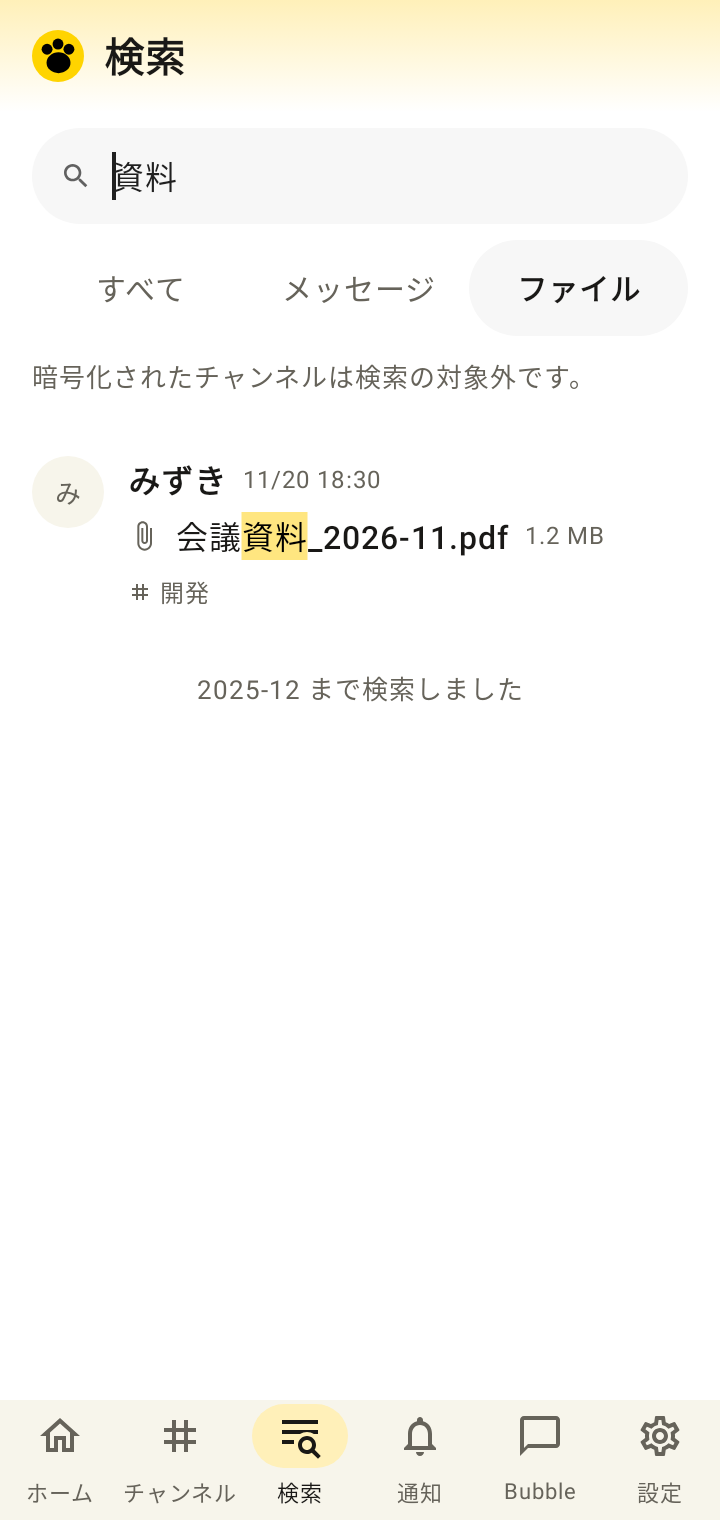 検索
資料
すべて メッセージ ファイル
暗号化されたチャンネルは検索の対象外です。
み
みずき 11/20 18:30
会議資料_2026-11.pdf 1.2 MB
# 開発
2025-12 まで検索しました
ホーム チャンネル 検索 通知 Bubble 設定